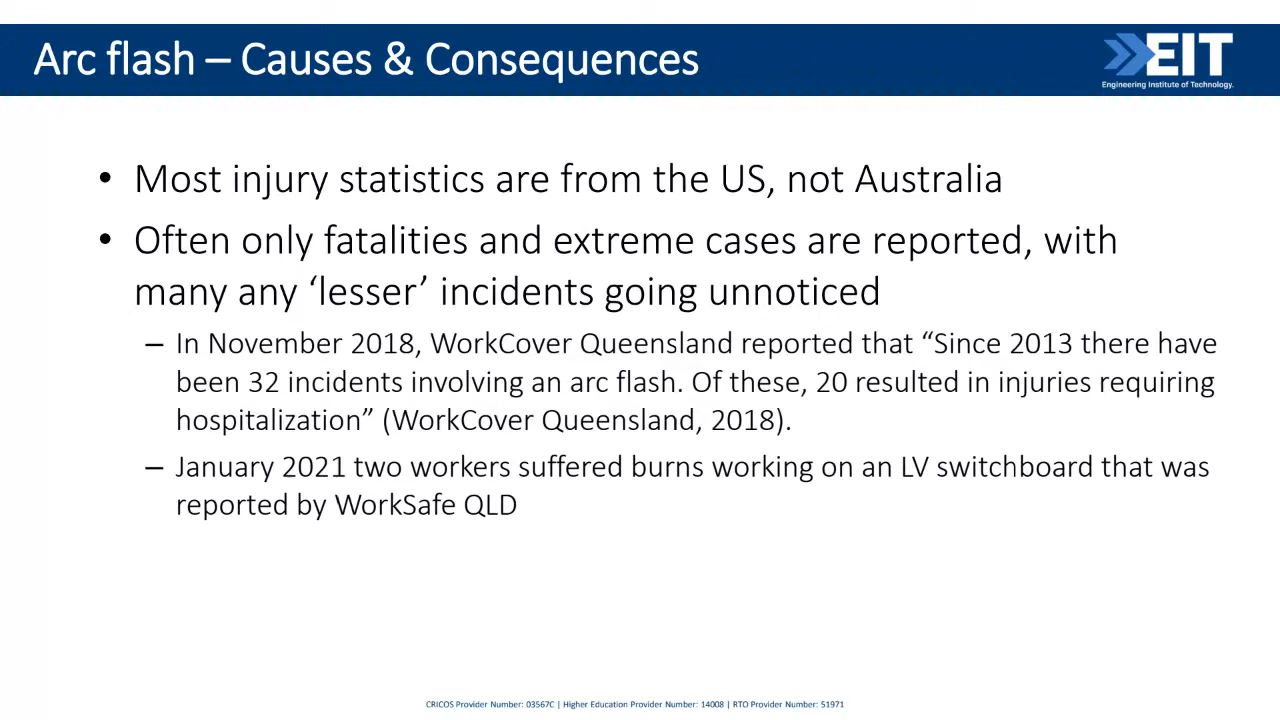 Arc flash – Causes & Consequences
EIT
Engineering Institute of Technology.
• Most injury statistics are from the US, not Australia
• Often only fatalities and extreme cases are reported, with
many any ‘lesser’ incidents going unnoticed
– In November 2018, WorkCover Queensland reported that “Since 2013 there have
been 32 incidents involving an arc flash. Of these, 20 resulted in injuries requiring
hospitalization” (WorkCover Queensland, 2018).
– January 2021 two workers suffered burns working on an LV switchboard that was
reported by WorkSafe QLD
CRICOS Provider Number: 03567C | Higher Education Provider Number: 14008 | RTO Provider Number: 51971